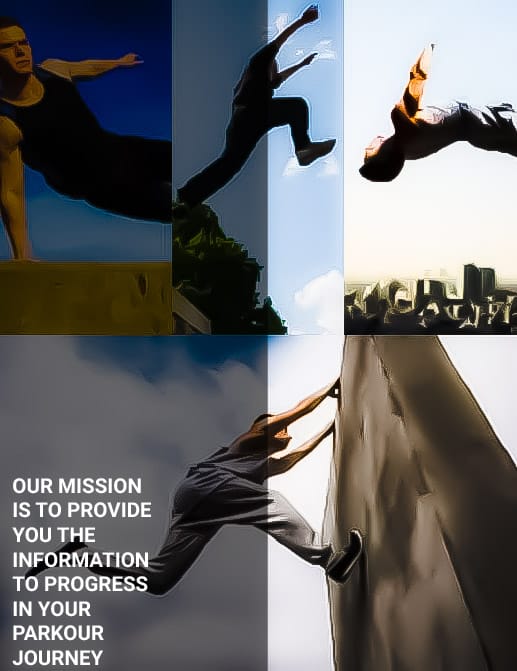 OUR MISSION
IS TO PROVIDE
YOU THE
INFORMATION
TO PROGRESS
IN YOUR
PARKOUR
JOURNEY